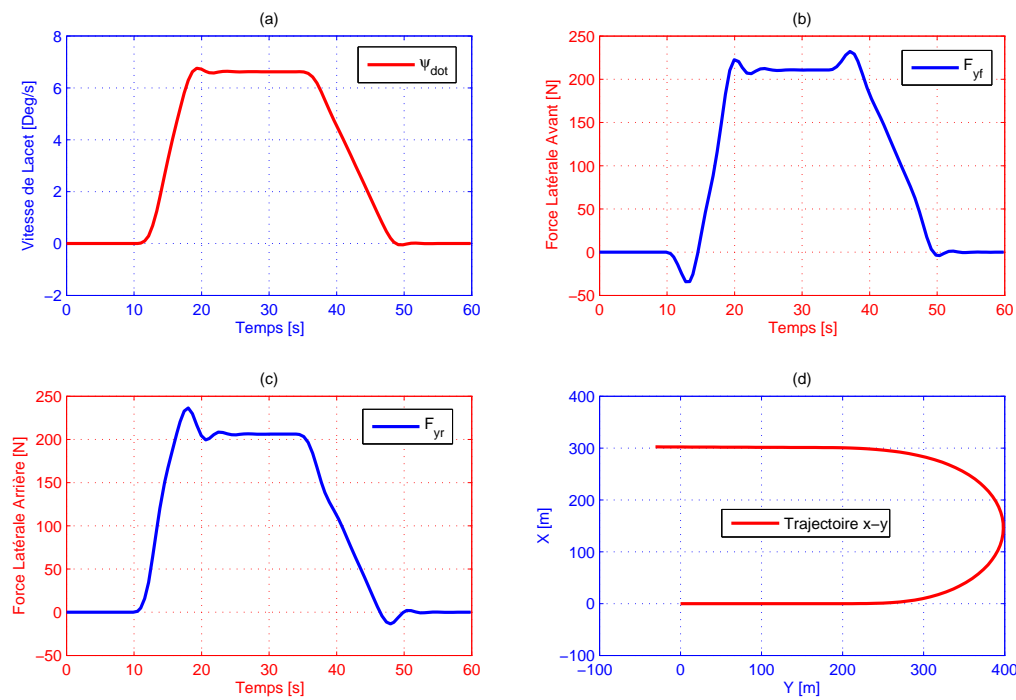 (a)
8
6
4
2
0
−2
Vitesse de Lacet [Deg/s]
ψdot
0 10 20 30 40 50 60
Temps [s]
(b)
250
200
150
100
50
0
−50
Force Latérale Avant [N]
Fyf
0 10 20 30 40 50 60
Temps [s]
(c)
250
200
150
100
50
0
−50
Force Latérale Arrière [N]
Fyr
0 10 20 30 40 50 60
Temps [s]
(d)
400
300
200
100
0
−100
X [m]
Trajectoire x−y
−100 0 100 200 300 400
Y [m]